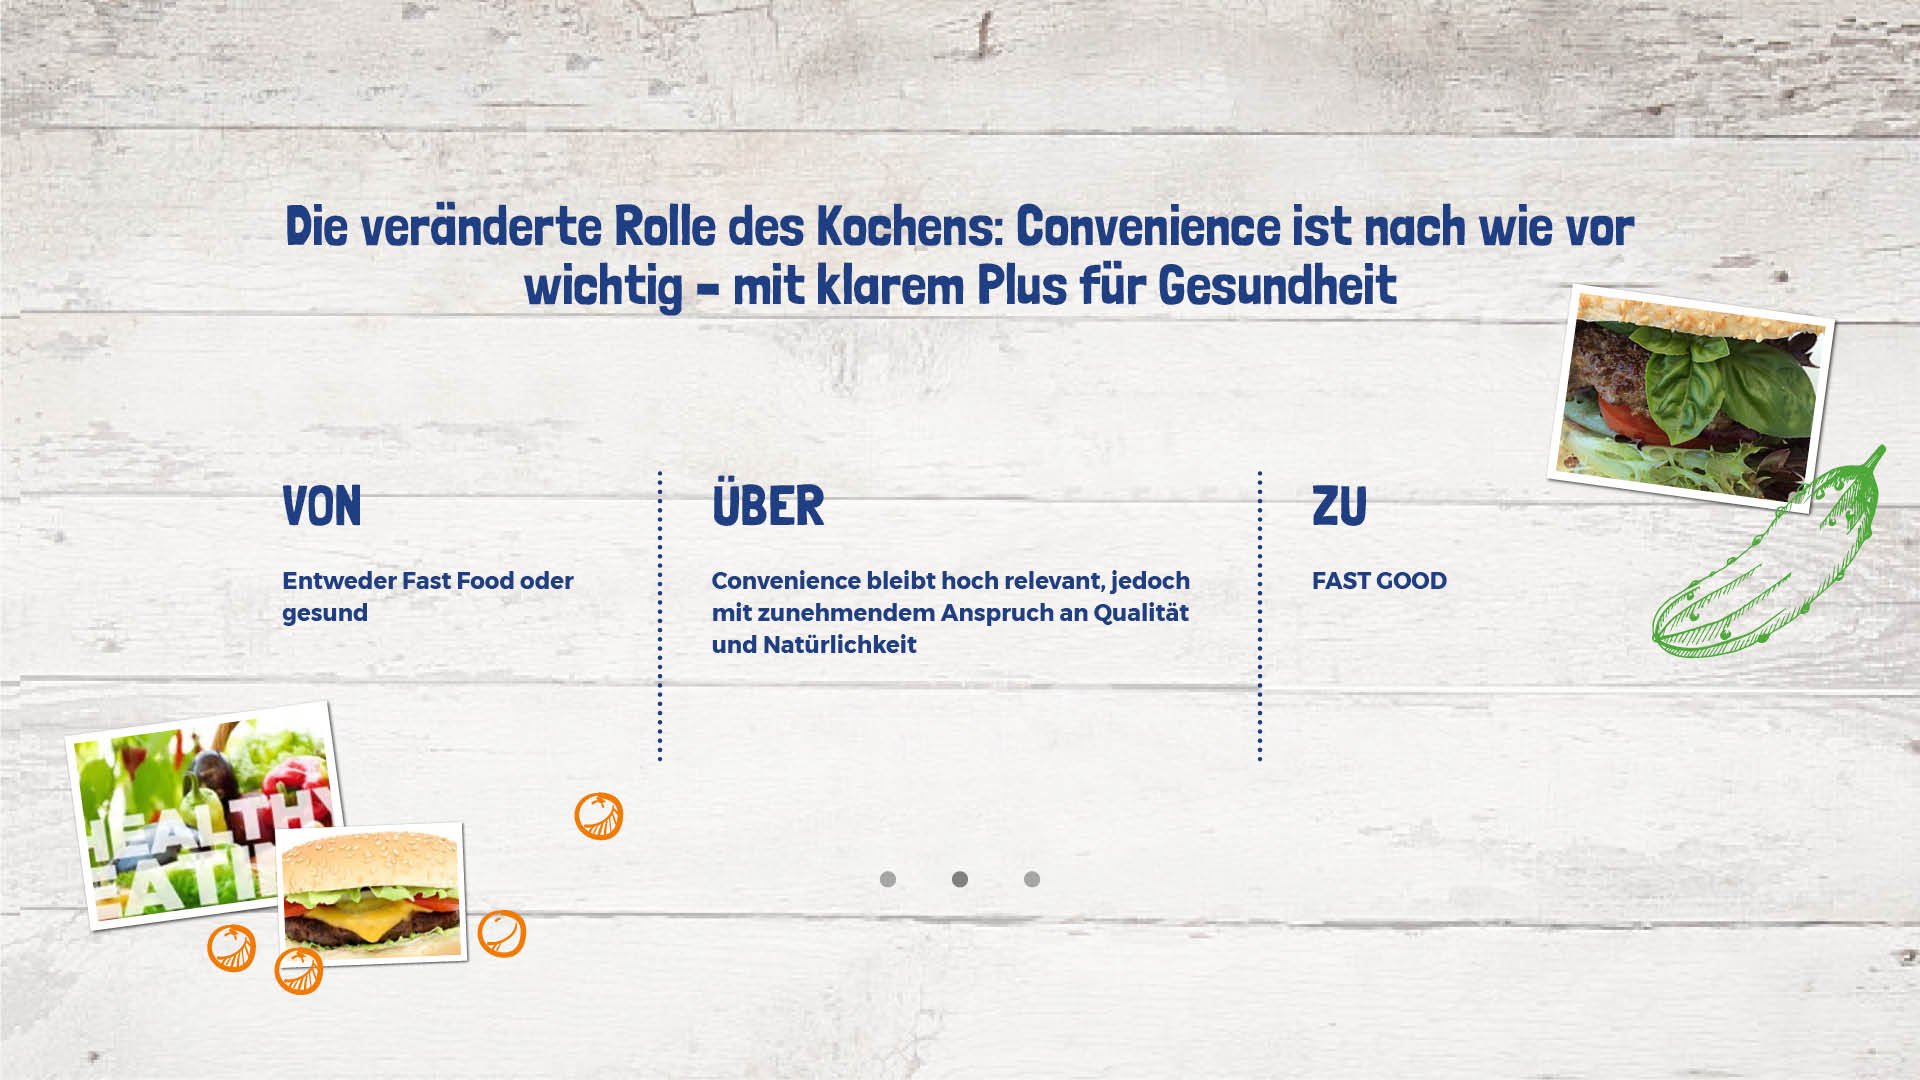 Die veränderte Rolle des Kochens: Convenience ist nach wie vor
wichtig – mit klarem Plus für Gesundheit
VON
Entweder Fast Food oder
gesund
ÜBER
Convenience bleibt hoch relevant, jedoch
mit zunehmendem Anspruch an Qualität
und Natürlichkeit
ZU
FAST GOOD
HEALTHY
EATI